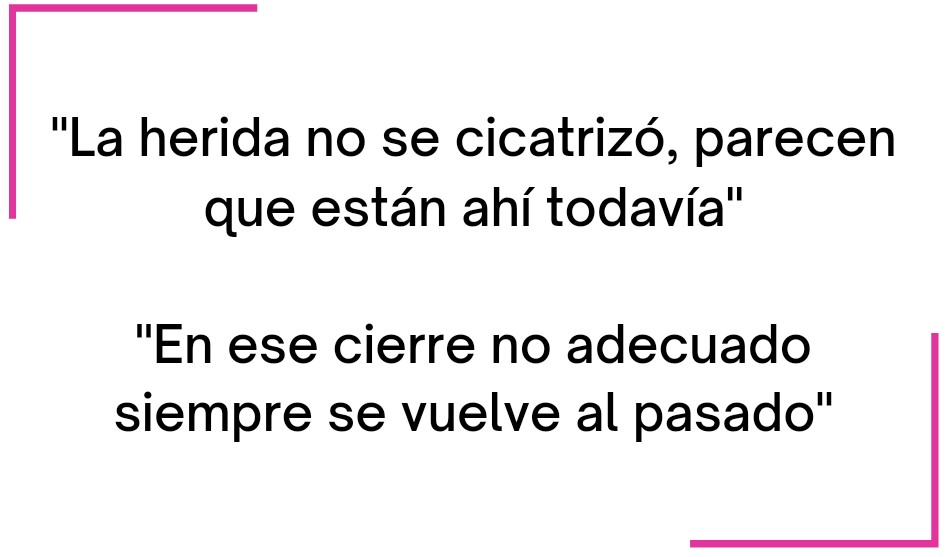 "La herida no se cicatrizó, parecen
que están ahí todavía"
"En ese cierre no adecuado
siempre se vuelve al pasado"